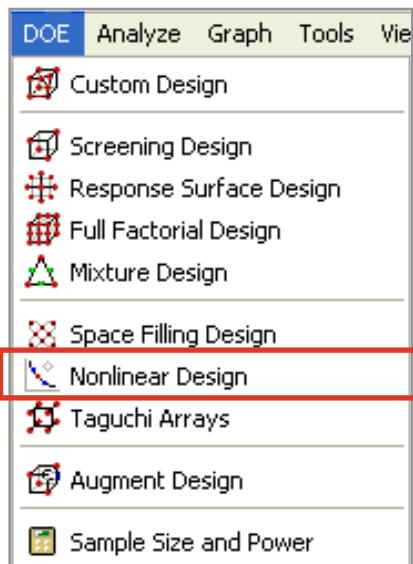 DOE Analyze Graph Tools Vie
Custom Design
Screening Design
Response Surface Design
Full Factorial Design
Mixture Design
Space Filling Design
Nonlinear Design
Taguchi Arrays
Augment Design
Sample Size and Power